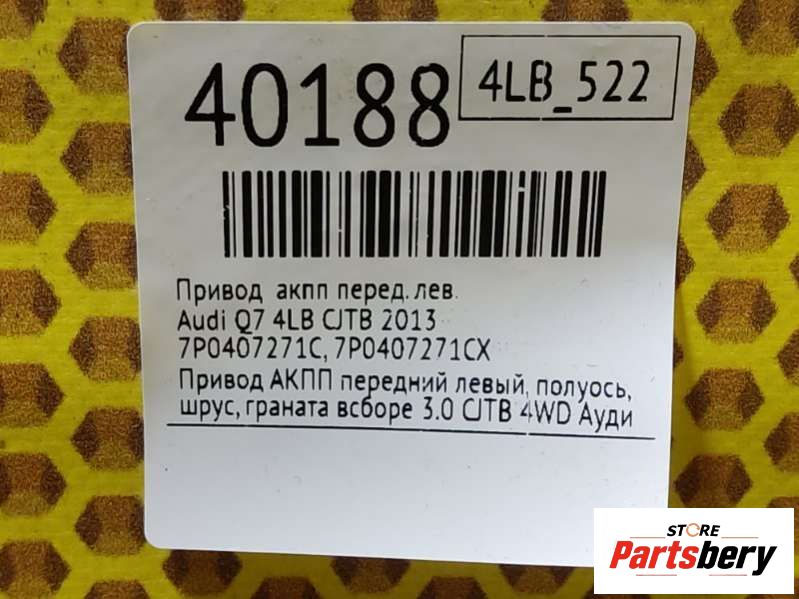 40188
4LB_522
Привод акпп перед. лев.
Audi Q7 4LB CJTB 2013
7P0407271C, 7P0407271CX
Привод АКПП передний левый, полуось,
шрус, граната всборе 3.0 CJTB 4WD Ауди
STORE
Partsbery